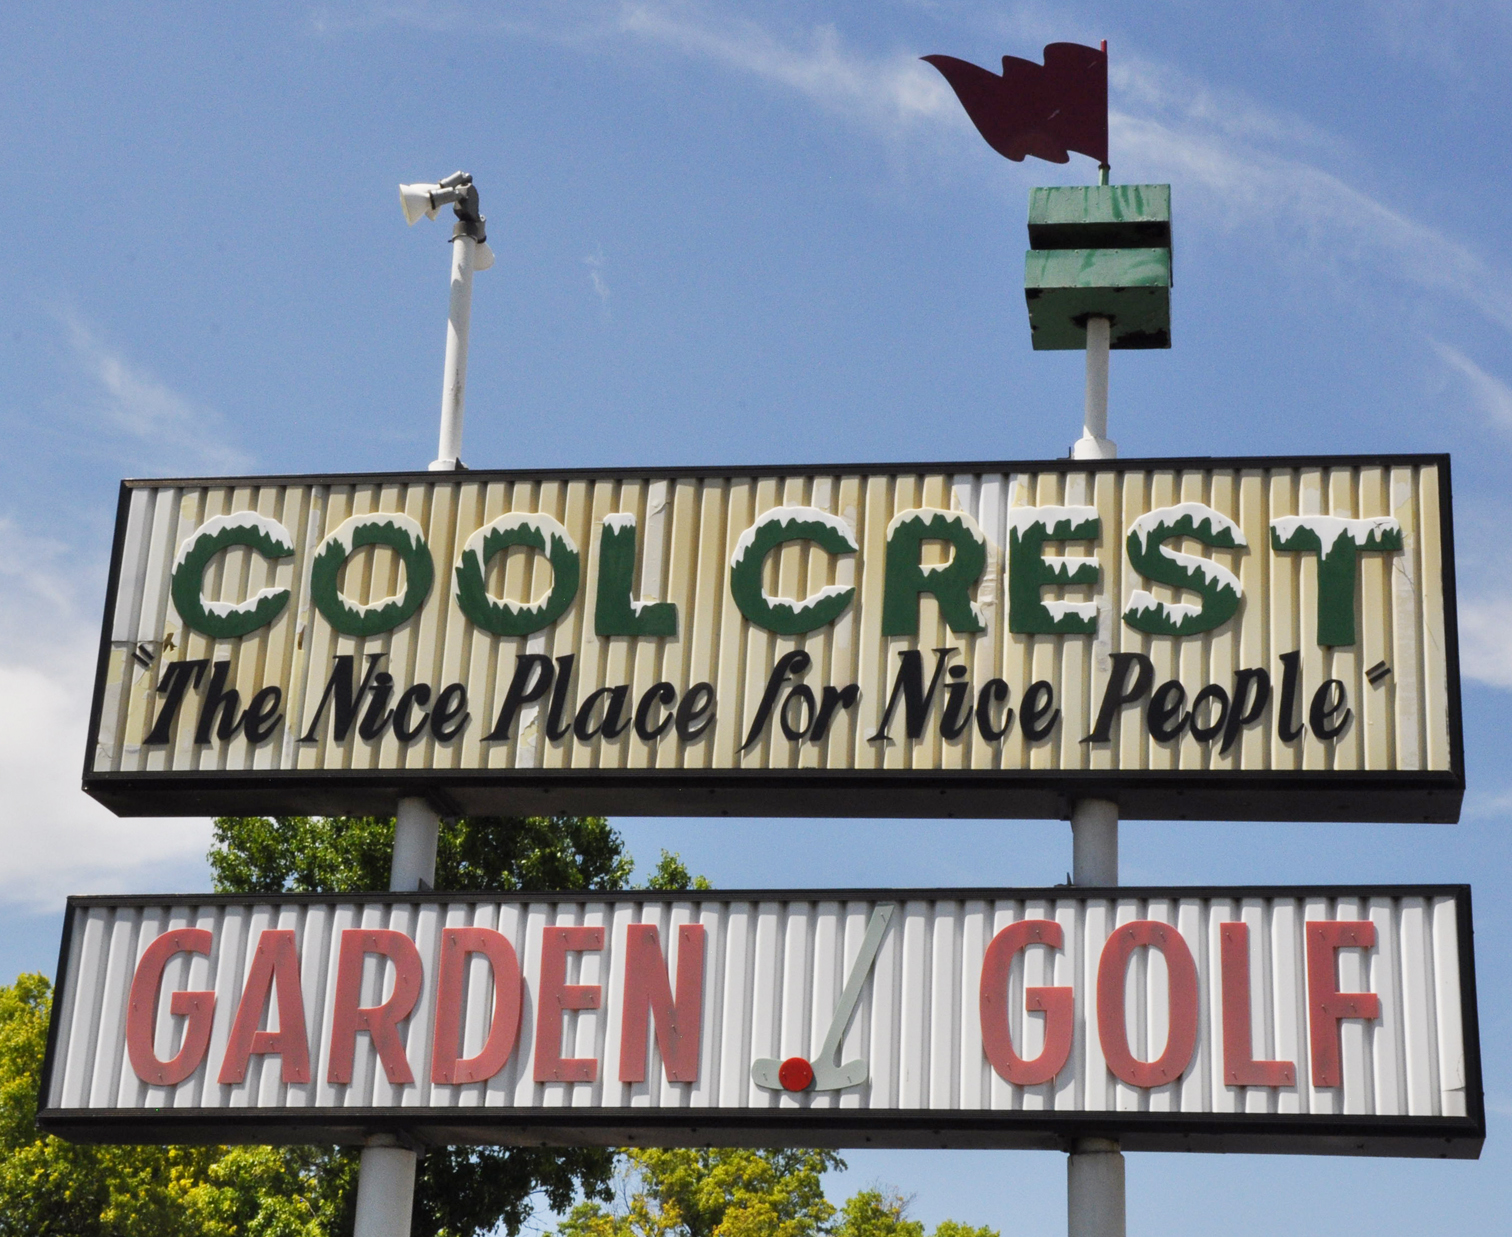 COOL CREST
"The Nice Place for Nice People"
GARDEN GOLF